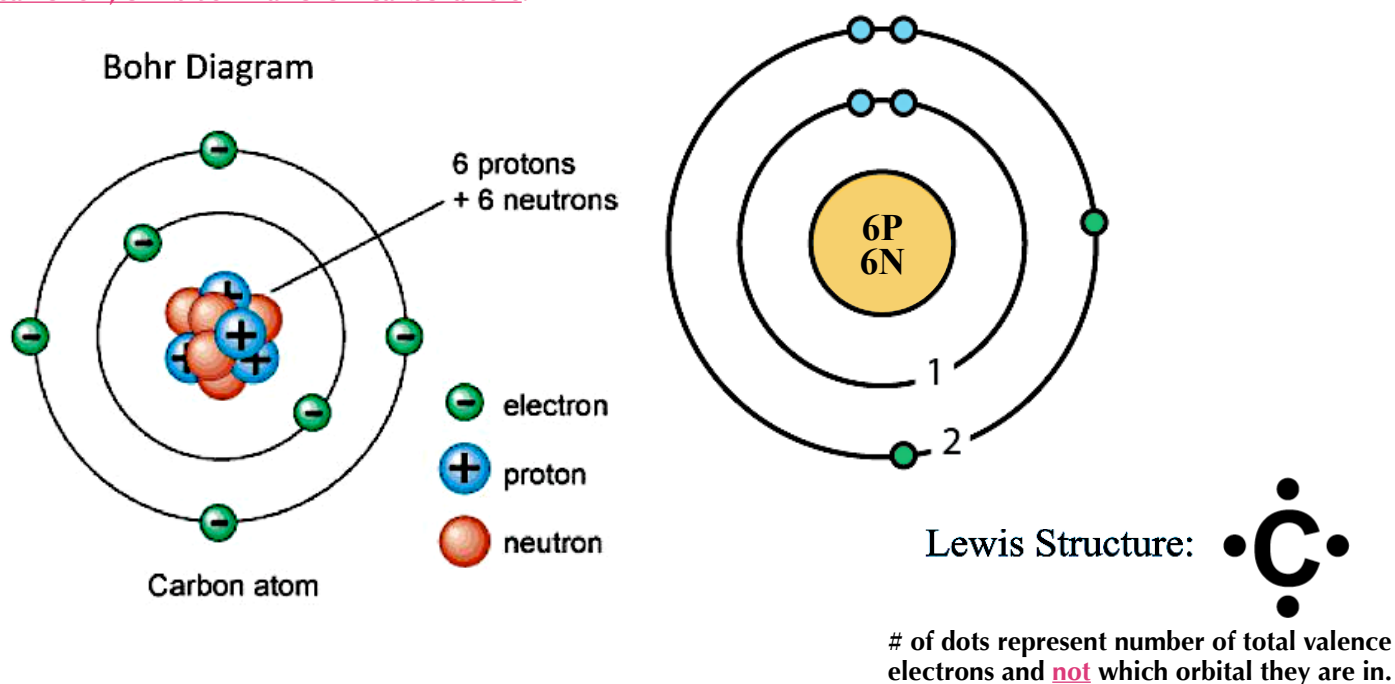 Bohr Diagram
6 protons
+ 6 neutrons
electron
proton
neutron
Carbon atom
6P
6N
1
2
Lewis Structure:
C
# of dots represent number of total valence
electrons and not which orbital they are in.